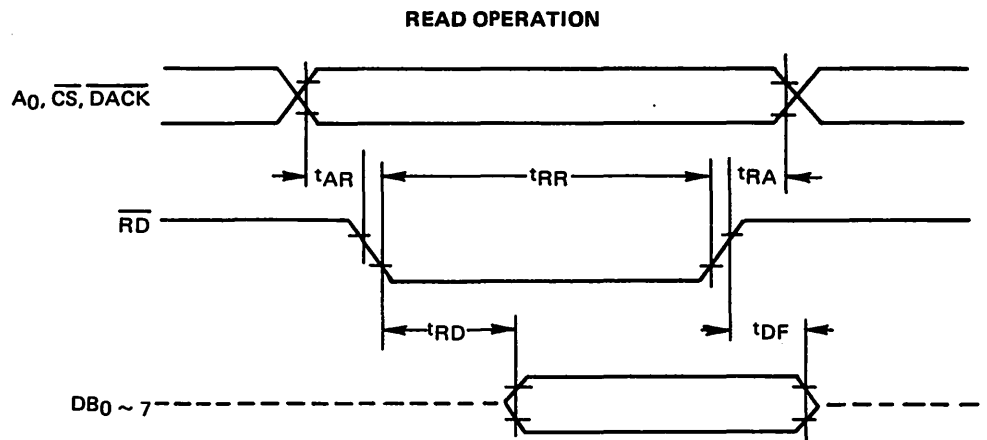 READ OPERATION
A0, CS, DACK
tAR
tRR
tRA
RD
tRD
tDF
DB0 ~ 7